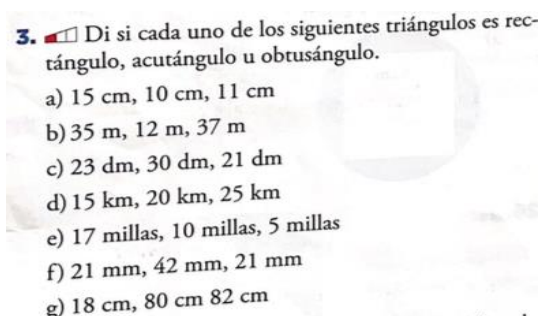 3. Di si cada uno de los siguientes triángulos es rec-
tángulo, acutángulo u obtusángulo.
a) 15 cm, 10 cm, 11 cm
b) 35 m, 12 m, 37 m
c) 23 dm, 30 dm, 21 dm
d) 15 km, 20 km, 25 km
e) 17 millas, 10 millas, 5 millas
f) 21 mm, 42 mm, 21 mm
g) 18 cm, 80 cm 82 cm